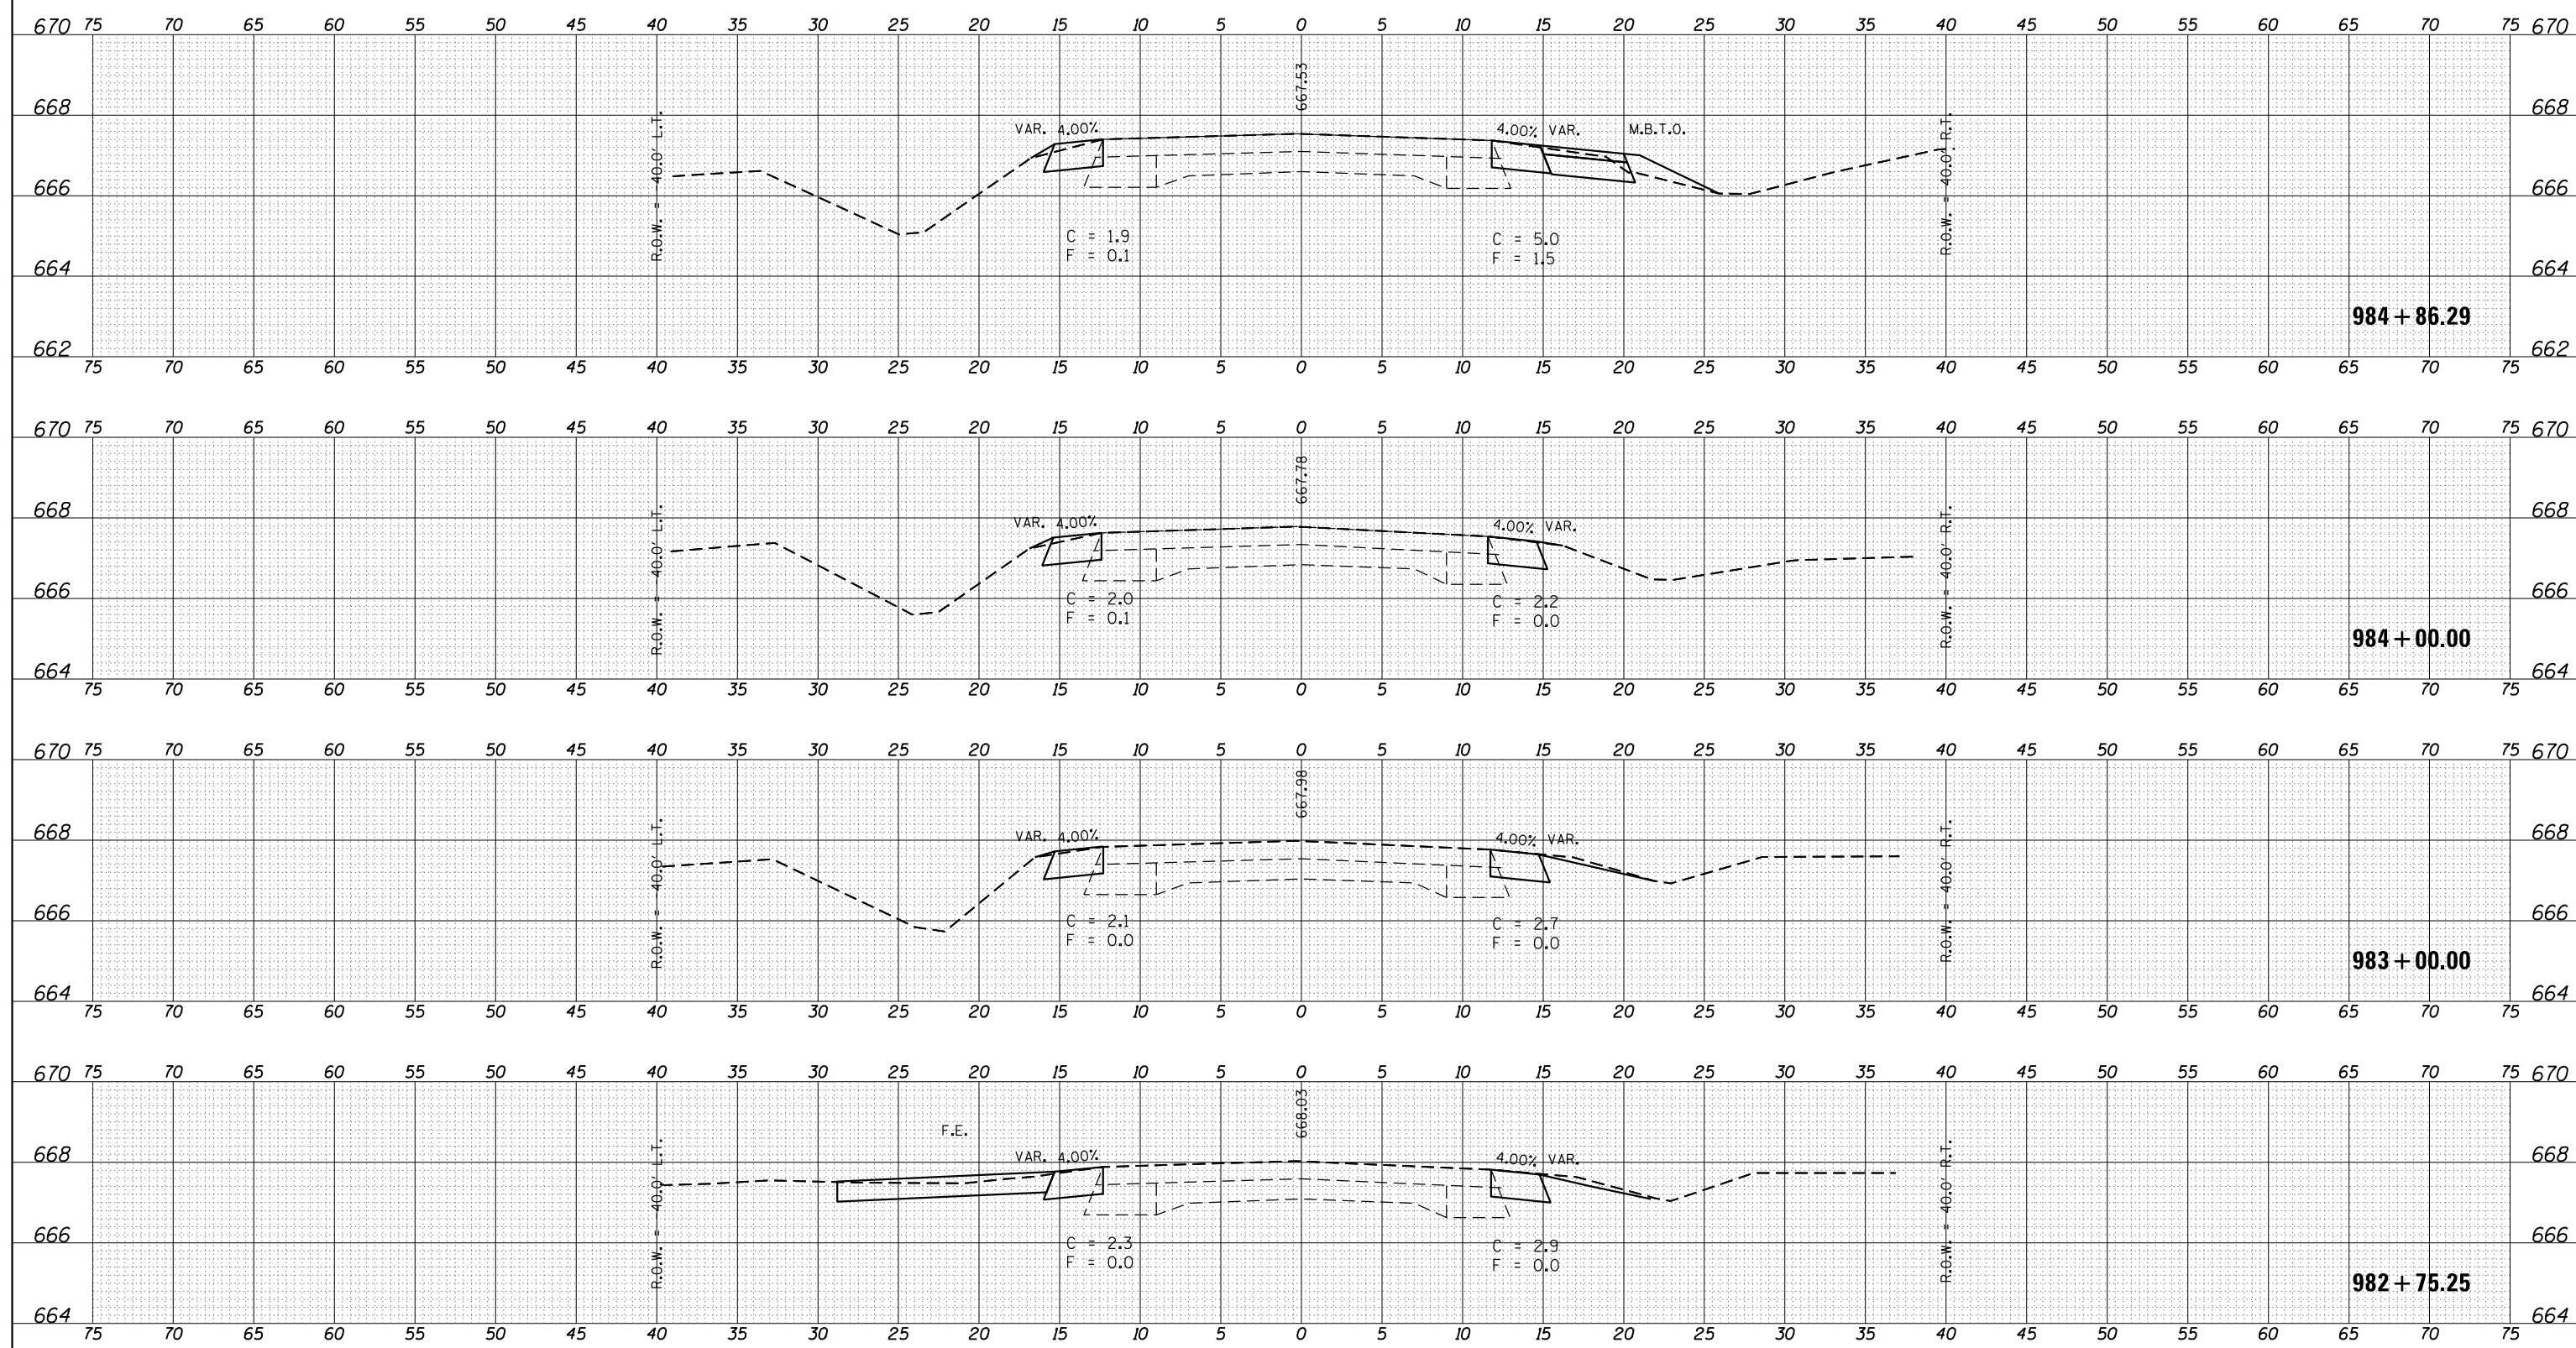 670 75 70 65 60 55 50 45 40 35 30 25 20 15 10 5 0 5 10 15 20 25 30 35 40 45 50 55 60 65 70 75 670
667.53
668 668
R.O.W. = 40.0' L.T.
VAR. 4.00%
4.00% VAR.
M.B.T.O.
R.O.W. = 40.0' R.T.
666 666
C = 1.9
F = 0.1
C = 5.0
F = 1.5
664 664
984+86.29
662 662
75 70 65 60 55 50 45 40 35 30 25 20 15 10 5 0 5 10 15 20 25 30 35 40 45 50 55 60 65 70 75
670 75 70 65 60 55 50 45 40 35 30 25 20 15 10 5 0 5 10 15 20 25 30 35 40 45 50 55 60 65 70 75 670
667.78
668 668
R.O.W. = 40.0' L.T.
VAR. 4.00%
4.00% VAR.
R.O.W. = 40.0' R.T.
666 666
C = 2.0
F = 0.1
C = 2.2
F = 0.0
984+00.00
664 664
75 70 65 60 55 50 45 40 35 30 25 20 15 10 5 0 5 10 15 20 25 30 35 40 45 50 55 60 65 70 75
670 75 70 65 60 55 50 45 40 35 30 25 20 15 10 5 0 5 10 15 20 25 30 35 40 45 50 55 60 65 70 75 670
667.98
668 668
R.O.W. = 40.0' L.T.
VAR. 4.00%
4.00% VAR.
R.O.W. = 40.0' R.T.
666 666
C = 2.1
F = 0.0
C = 2.7
F = 0.0
983+00.00
664 664
75 70 65 60 55 50 45 40 35 30 25 20 15 10 5 0 5 10 15 20 25 30 35 40 45 50 55 60 65 70 75
670 75 70 65 60 55 50 45 40 35 30 25 20 15 10 5 0 5 10 15 20 25 30 35 40 45 50 55 60 65 70 75 670
668.03
F.E.
668 668
R.O.W. = 40.0' L.T.
VAR. 4.00%
4.00% VAR.
R.O.W. = 40.0' R.T.
666 666
C = 2.3
F = 0.0
C = 2.9
F = 0.0
982+75.25
664 664
75 70 65 60 55 50 45 40 35 30 25 20 15 10 5 0 5 10 15 20 25 30 35 40 45 50 55 60 65 70 75